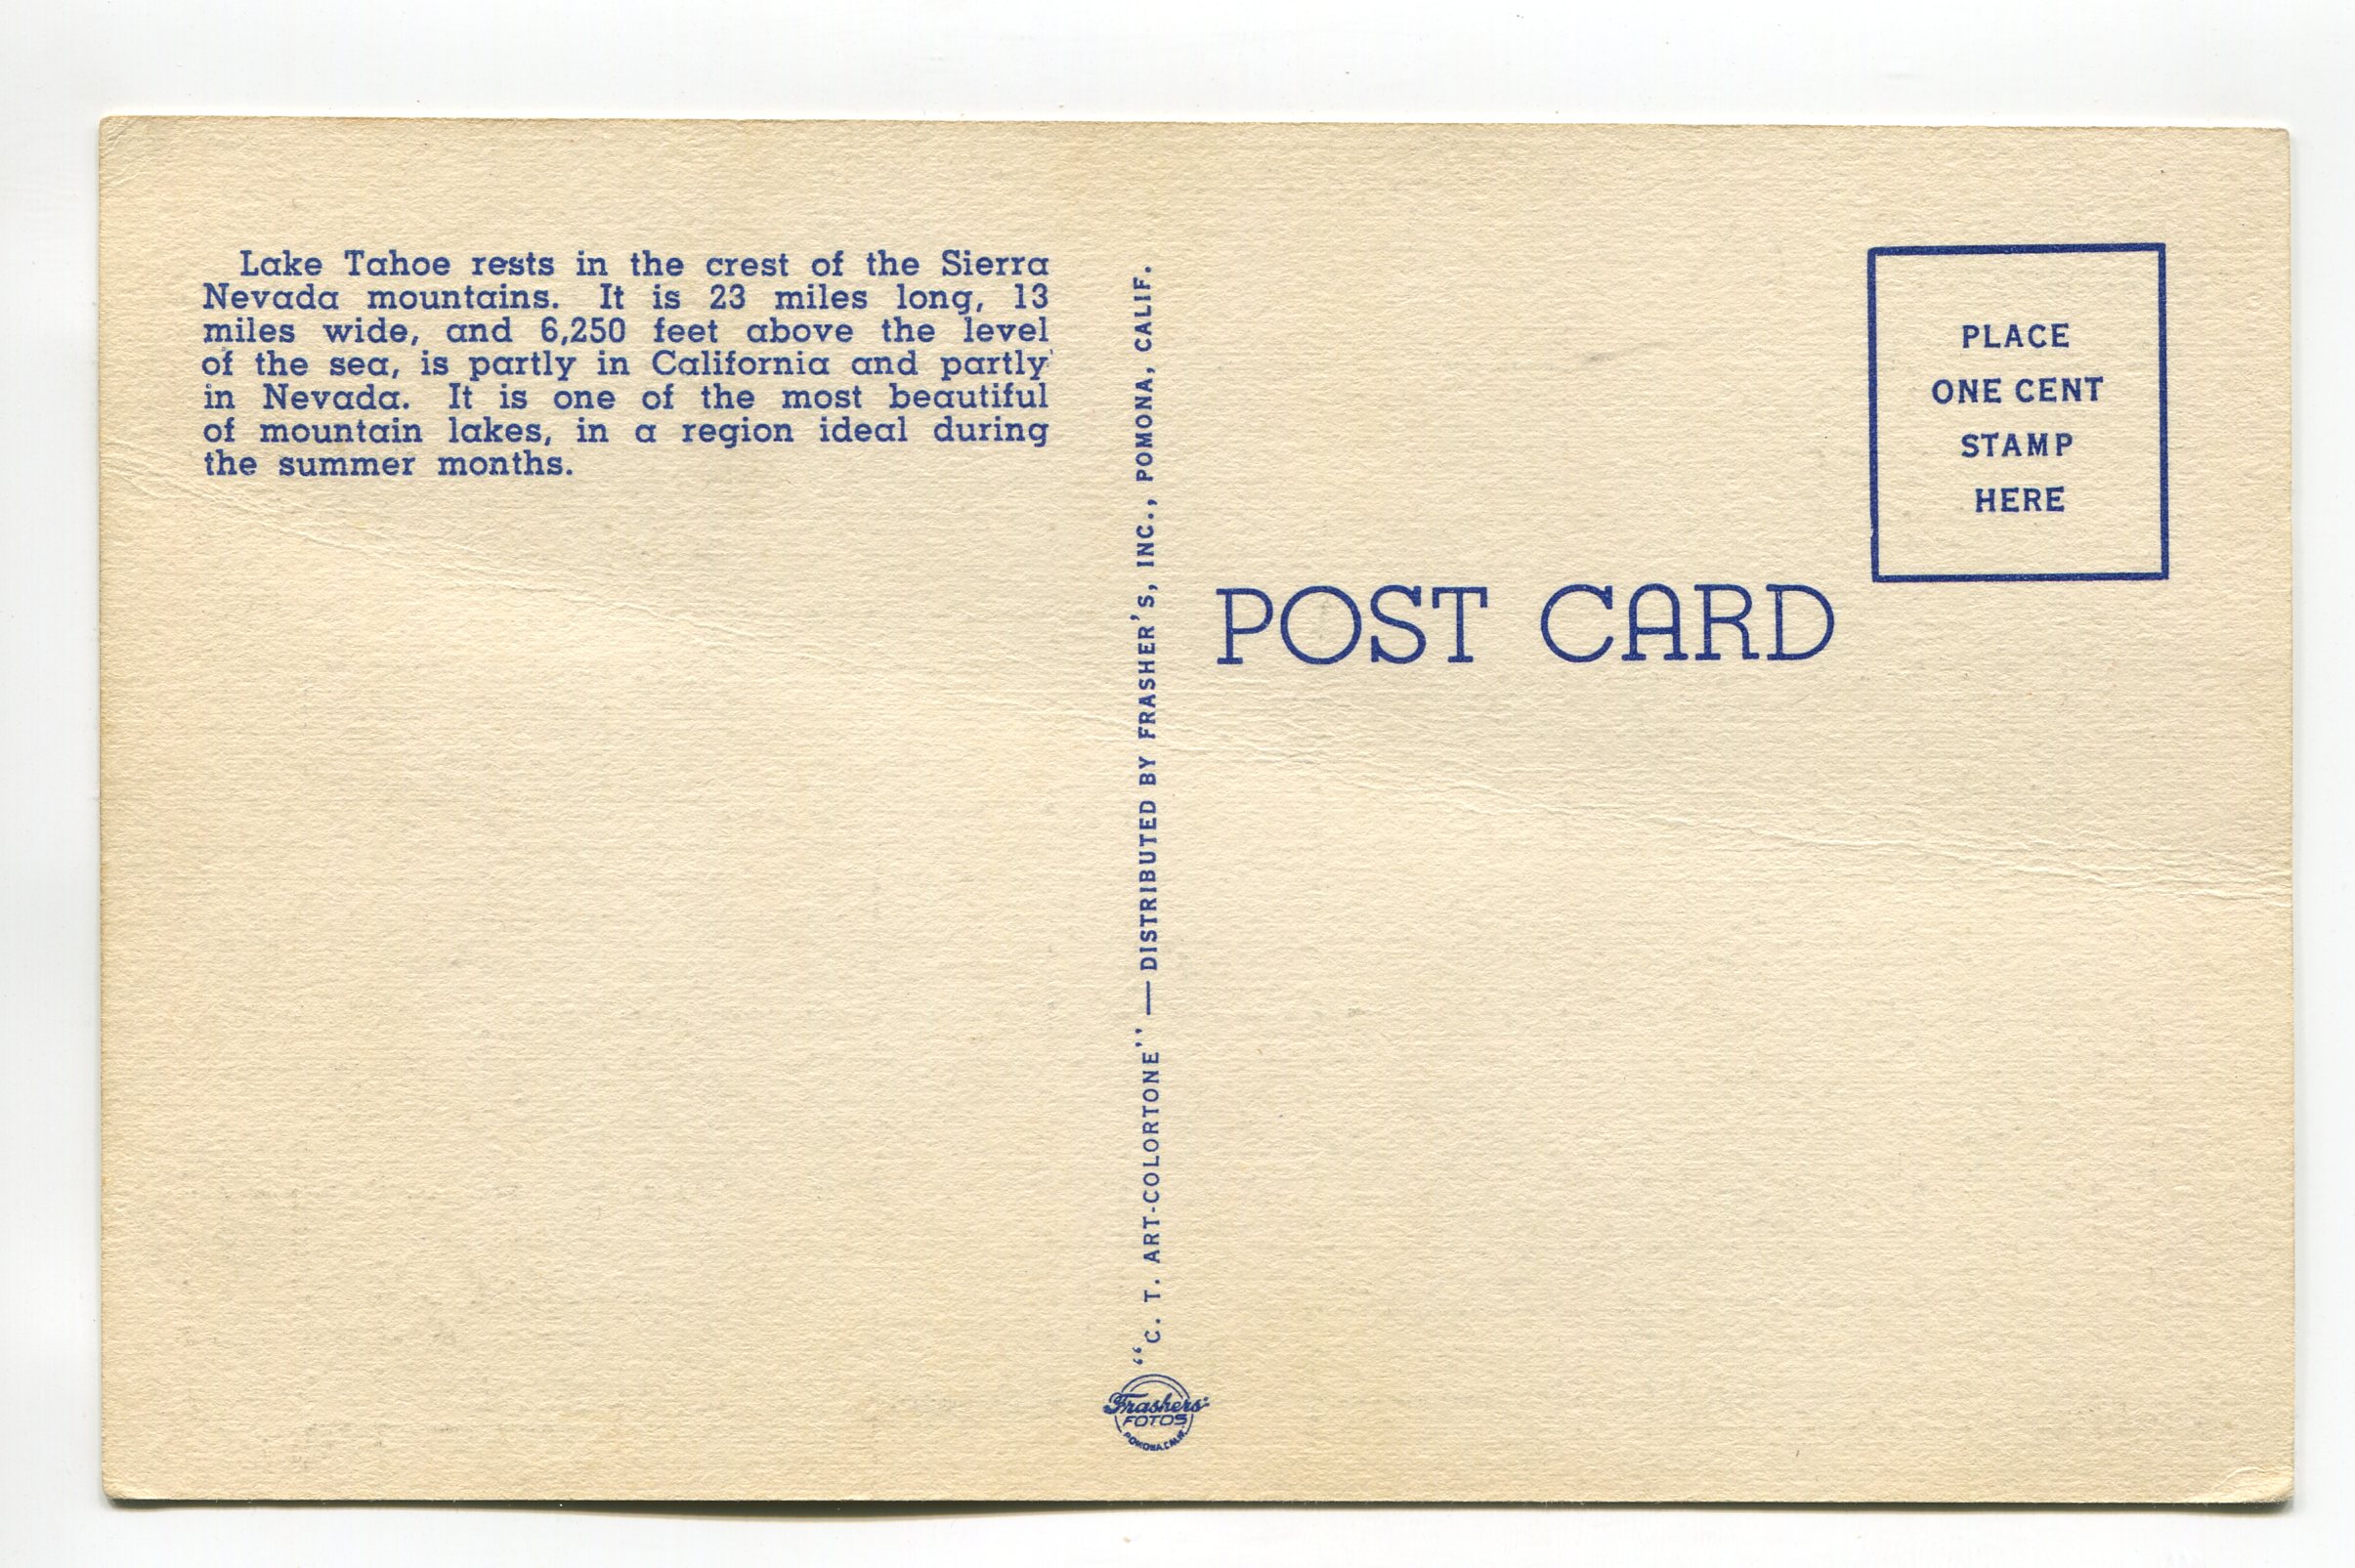 Lake Tahoe rests in the crest of the Sierra
Nevada mountains. It is 23 miles long, 13
miles wide, and 6,250 feet above the level
of the sea, is partly in California and partly
in Nevada. It is one of the most beautiful
of mountain lakes, in a region ideal during
the summer months.
"C. T. ART-COLORTONE" — DISTRIBUTED BY FRASHER'S, INC., POMONA, CALIF.
Frashers'
FOTOS
POMONA, CALIF.
PLACE
ONE CENT
STAMP
HERE
POST CARD